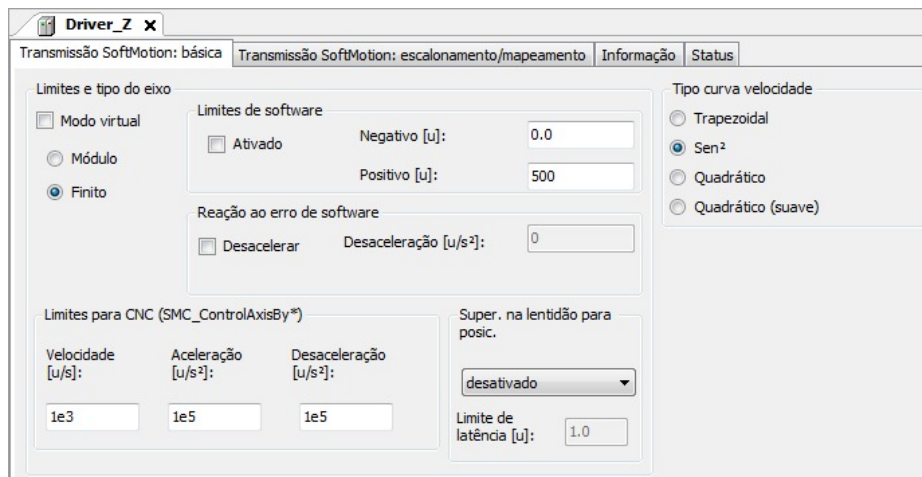 Driver_Z X
Transmissão SoftMotion: básica Transmissão SoftMotion: escalonamento/mapeamento Informação Status
Limites e tipo do eixo
Modo virtual
Módulo
Finito
Limites de software
Ativado
Negativo [u]: 0.0
Positivo [u]: 500
Reação ao erro de software
Desacelerar
Desaceleração [u/s²]: 0
Limites para CNC (SMC_ControlAxisBy*)
Velocidade
[u/s]:
1e3
Aceleração
[u/s²]:
1e5
Desaceleração
[u/s²]:
1e5
Super. na lentidão para
posic.
desativado
Limite de
latência [u]: 1.0
Tipo curva velocidade
Trapezoidal
Sen²
Quadrático
Quadrático (suave)